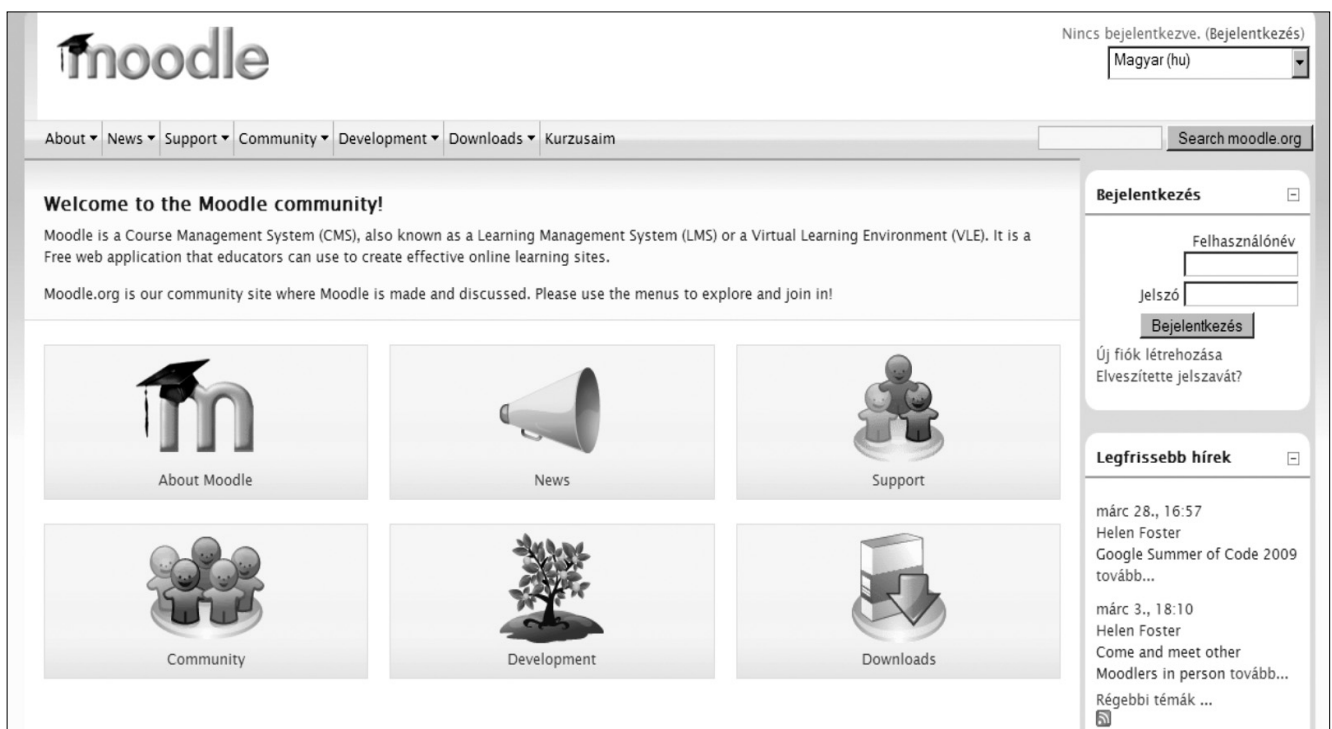 moodle
Nincs bejelentkezve. (Bejelentkezés)
Magyar (hu)
About News Support Community Development Downloads Kurzusaim
Search moodle.org
Welcome to the Moodle community!
Moodle is a Course Management System (CMS), also known as a Learning Management System (LMS) or a Virtual Learning Environment (VLE). It is a
Free web application that educators can use to create effective online learning sites.
Moodle.org is our community site where Moodle is made and discussed. Please use the menus to explore and join in!
m
About Moodle
News
Support
Community
Development
Downloads
Bejelentkezés
Felhasználónév
Jelszó
Bejelentkezés
Új fiók létrehozása
Elveszítette jelszavát?
Legfrissebb hírek
márc 28., 16:57
Helen Foster
Google Summer of Code 2009
tovább...
márc 3., 18:10
Helen Foster
Come and meet other
Moodlers in person tovább...
Régebbi témák ...